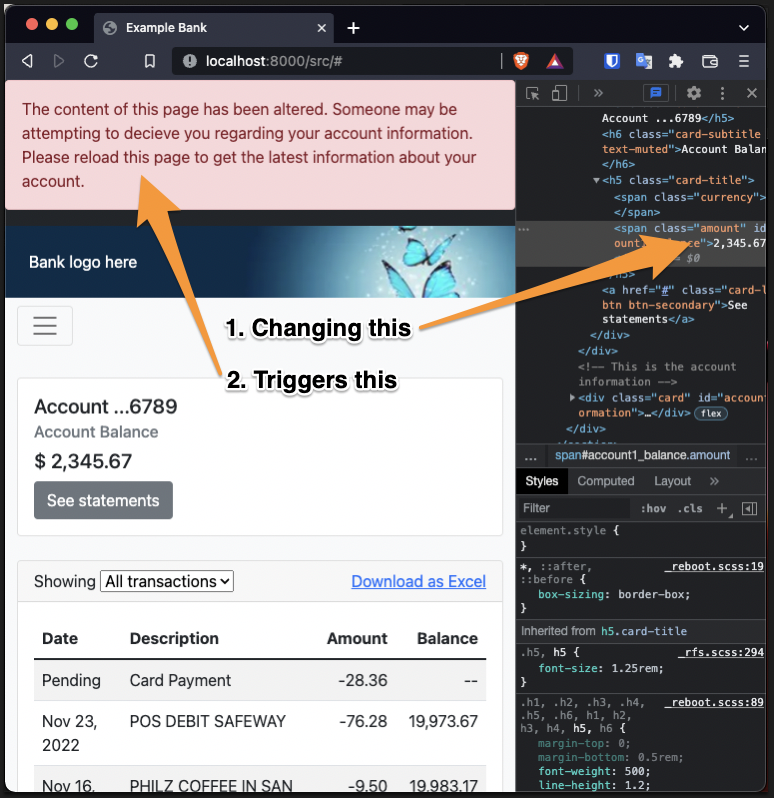 Example Bank
localhost:8000/src/#
The content of this page has been altered. Someone may be
attempting to decieve you regarding your account information.
Please reload this page to get the latest information about your
account.
Bank logo here
1. Changing this
2. Triggers this
Account ...6789
Account Balance
$ 2,345.67
See statements
Showing All transactions
Download as Excel
Date Description Amount Balance
Pending Card Payment -28.36 --
Nov 23, POS DEBIT SAFEWAY -76.28 19,973.67
2022
Nov 16, PHILZ COFFEE IN SAN -9.50 19,983.17
Account ...6789</h5>
<h6 class="card-subtitle
text-muted">Account Balan
</h6>
<h5 class="card-title">
<span class="currency">
</span>
<span class="amount" id
">2,345.67
= $0
<a href="#" class="card-l
btn btn-secondary">See
statements</a>
</div>
</div>
<!-- This is the account
information -->
<div class="card" id="accoun
ormation">…</div> flex
</div>
... span#account1_balance.amount ...
Styles Computed Layout »
Filter :hov .cls +
element.style {
}
*, ::after, _reboot.scss:19
::before {
box-sizing: border-box;
}
Inherited from h5.card-title
.h5, h5 { _rfs.scss:294
font-size: 1.25rem;
}
.h1, .h2, .h3, .h4, _reboot.scss:89
.h5, .h6, h1, h2,
h3, h4, h5, h6 {
margin-top: 0;
margin-bottom: 0.5rem;
font-weight: 500;
line-height: 1.2;